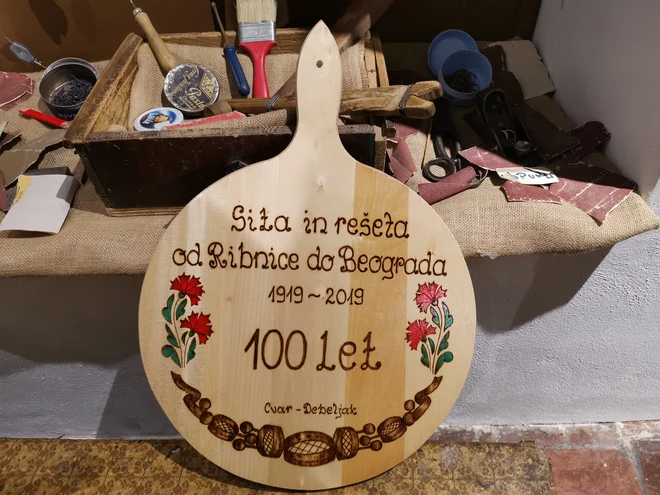 Sita in rešeta
od Ribnice do Beograda
1919~2019
100 let
Cvar-Debeljak